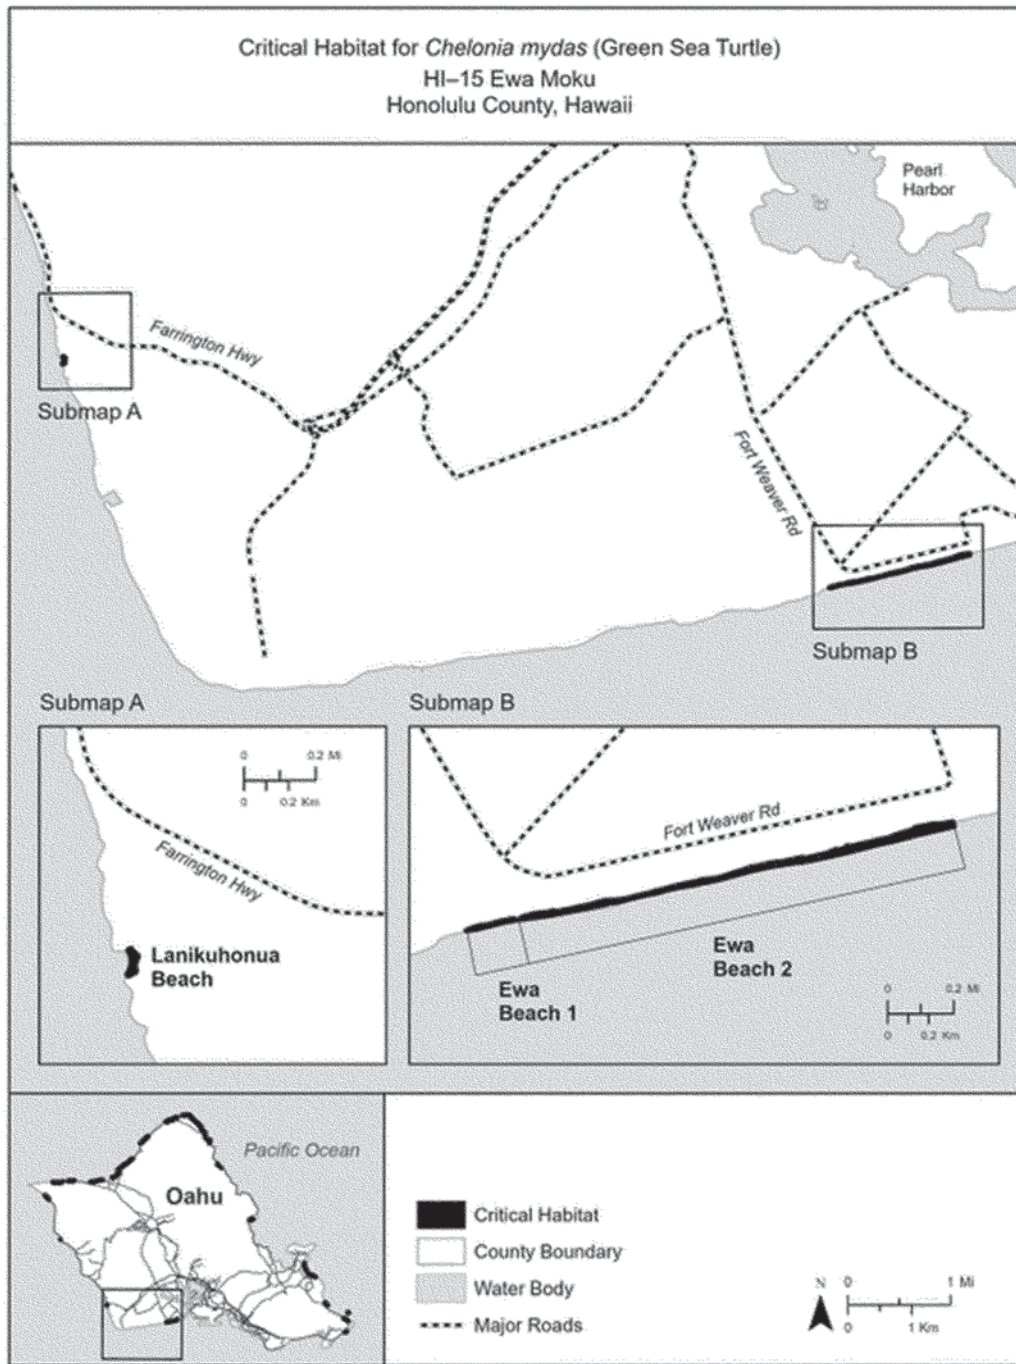 Critical Habitat for Chelonia mydas (Green Sea Turtle)
HI–15 Ewa Moku
Honolulu County, Hawaii
Pearl
Harbor
Farrington Hwy
Submap A
Fort Weaver Rd
Submap B
Submap A
0 0.2 Mi
0 0.2 Km
Farrington Hwy
Lanikuhonua
Beach
Submap B
Fort Weaver Rd
Ewa
Beach 2
Ewa
Beach 1
0 0.2 Mi
0 0.2 Km
Pacific Ocean
Oahu
Critical Habitat
County Boundary
Water Body
Major Roads
N
0 1 Mi
0 1 Km